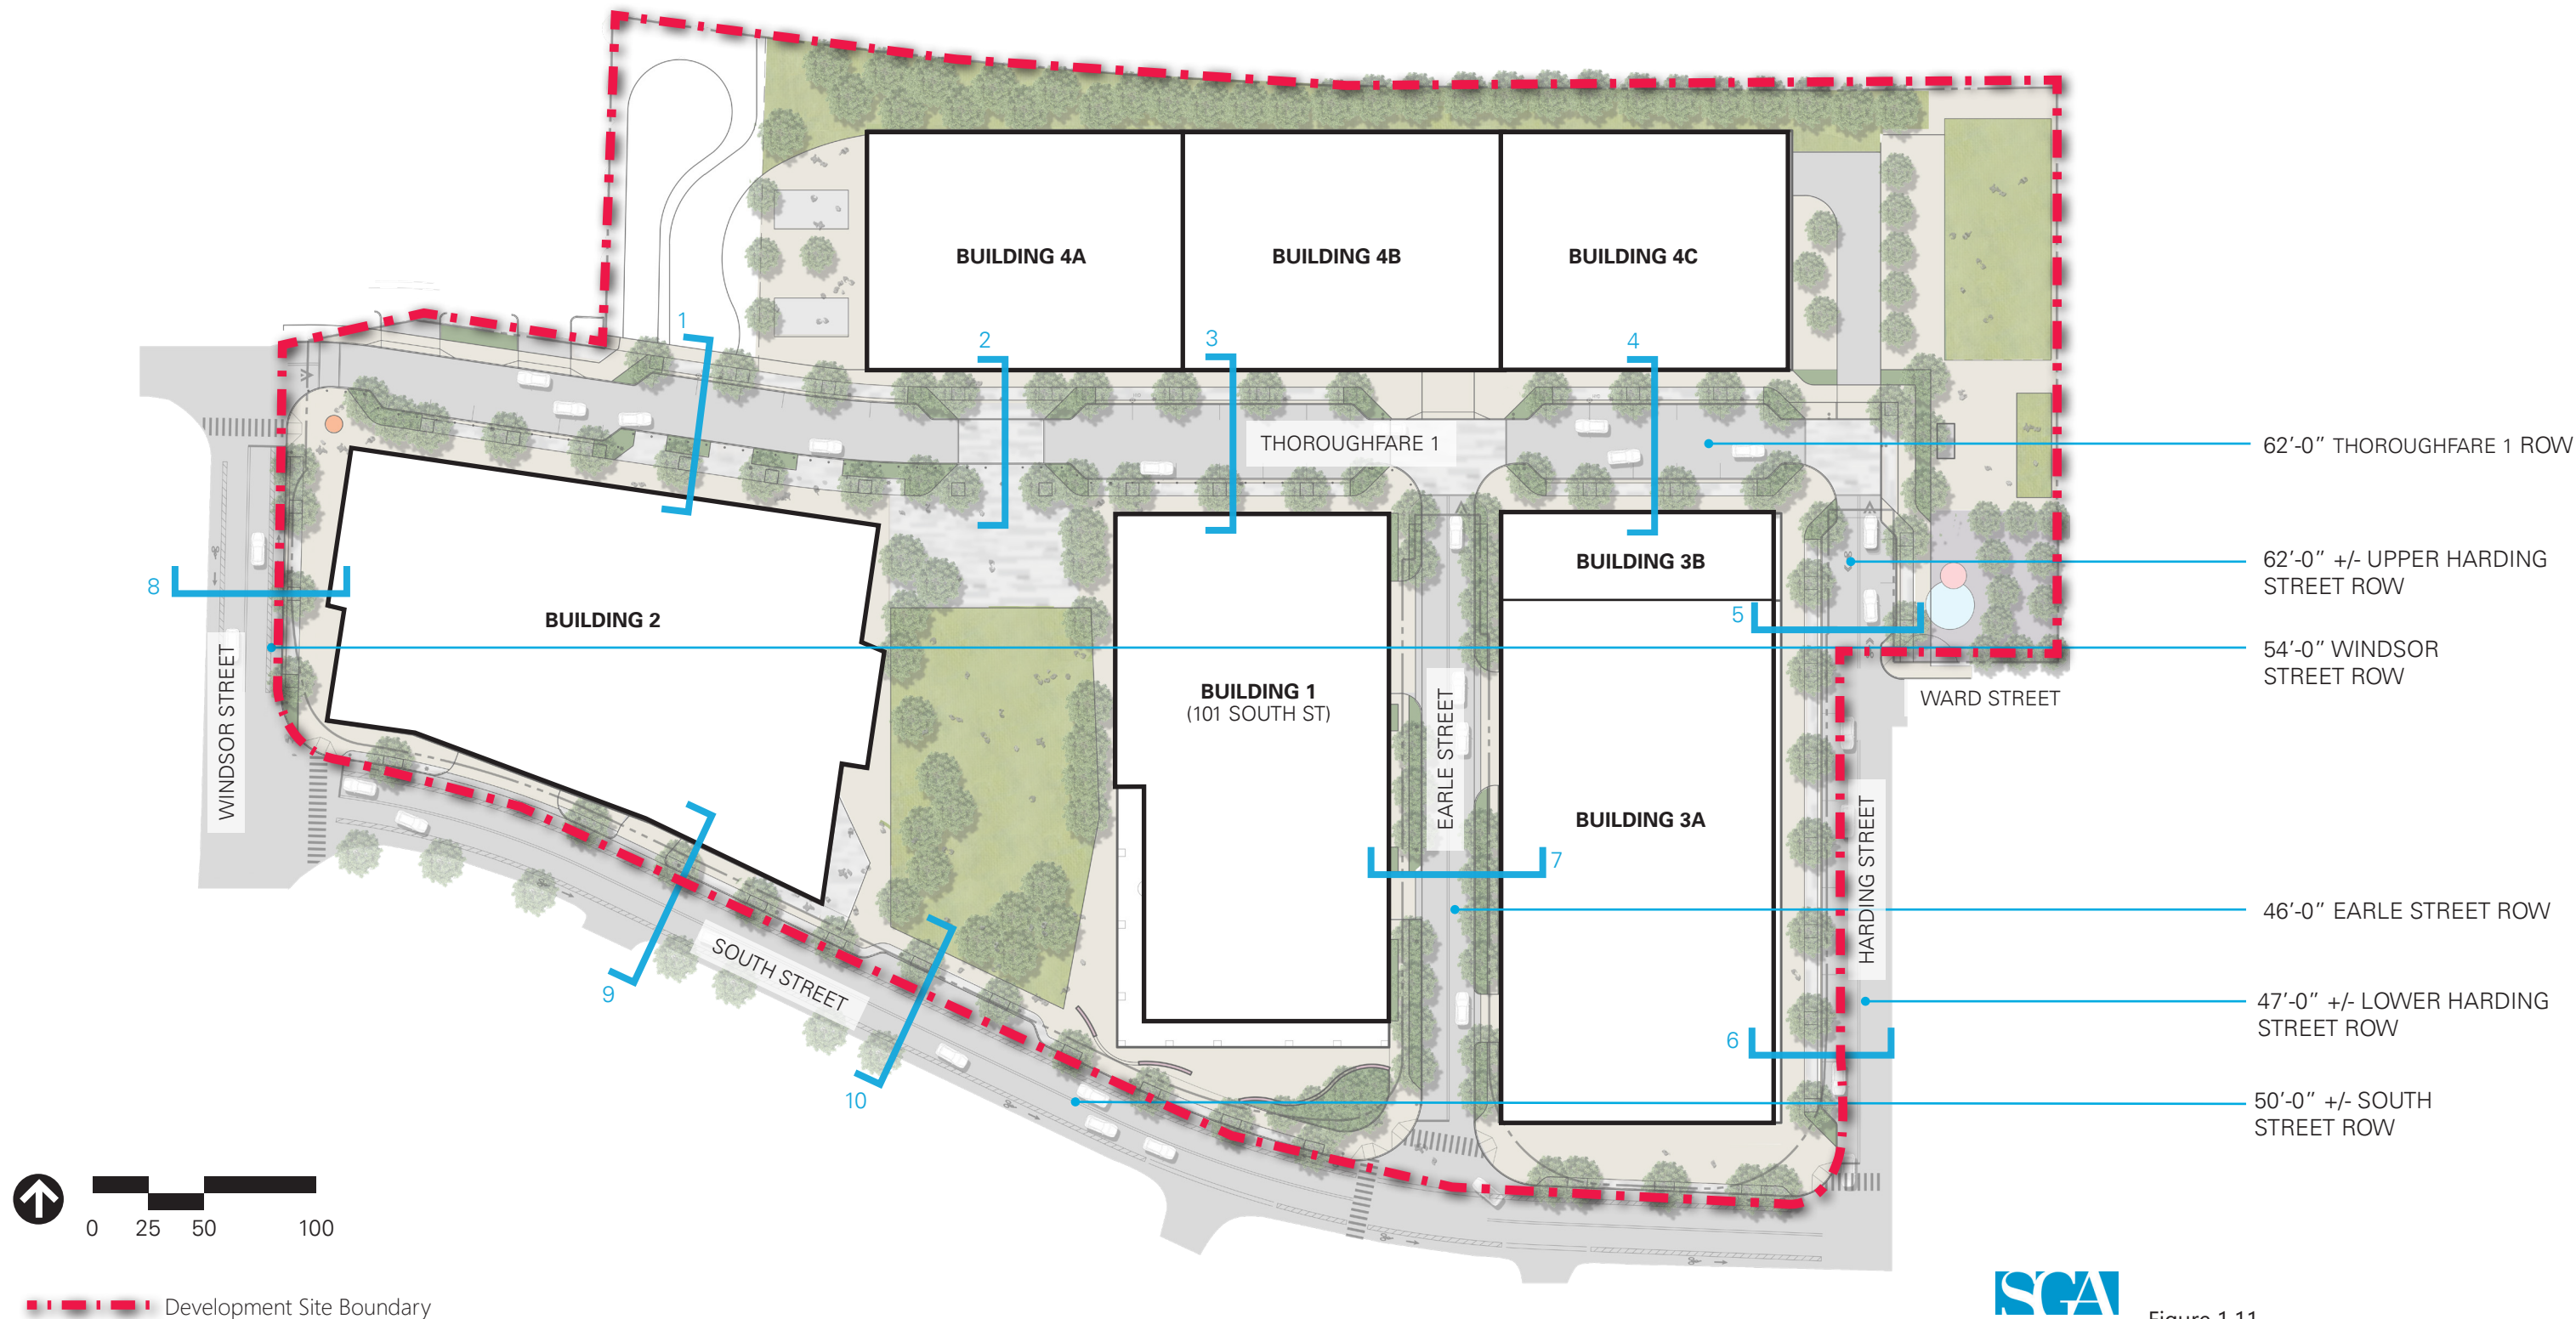 BUILDING 4A
BUILDING 4B
BUILDING 4C
1
2
3
4
THOROUGHFARE 1
62'-0" THOROUGHFARE 1 ROW
8
BUILDING 2
BUILDING 3B
5
62'-0" +/- UPPER HARDING
STREET ROW
54'-0" WINDSOR
STREET ROW
WINDSOR STREET
BUILDING 1
(101 SOUTH ST)
EARLE STREET
WARD STREET
BUILDING 3A
HARDING STREET
7
46'-0" EARLE STREET ROW
9
SOUTH STREET
10
6
47'-0" +/- LOWER HARDING
STREET ROW
50'-0" +/- SOUTH
STREET ROW
0 25 50 100
Development Site Boundary
SGA
Figure 1.11